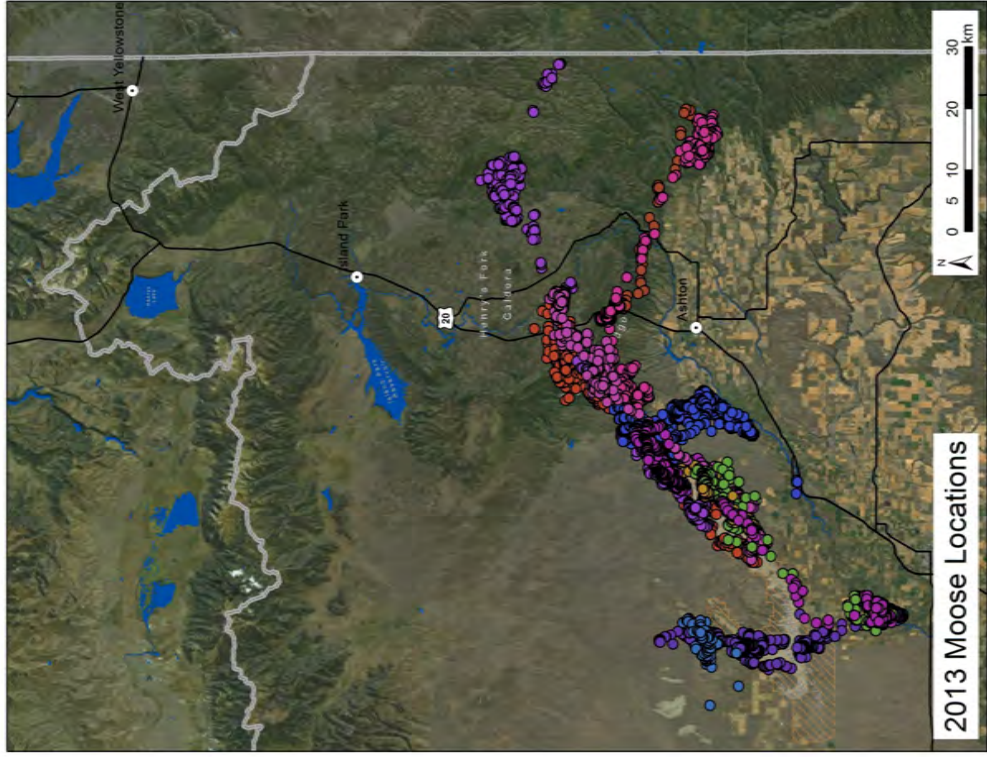 West Yellowstone
Island Park
20
Henry's Fork
Caldera
Ashton
2013 Moose Locations
N
0 5 10 20 30
km